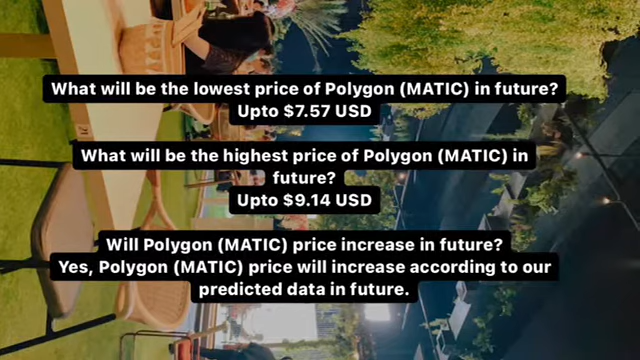 What will be the lowest price of Polygon (MATIC) in future?
Upto $7.57 USD
What will be the highest price of Polygon (MATIC) in
future?
Upto $9.14 USD
Will Polygon (MATIC) price increase in future?
Yes, Polygon (MATIC) price will increase according to our
predicted data in future.